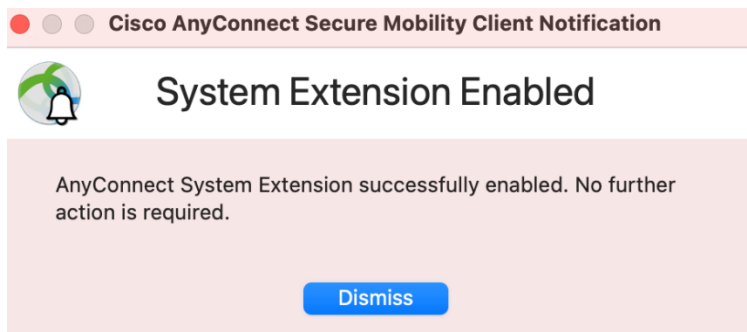 Cisco AnyConnect Secure Mobility Client Notification
System Extension Enabled
AnyConnect System Extension successfully enabled. No further
action is required.
Dismiss